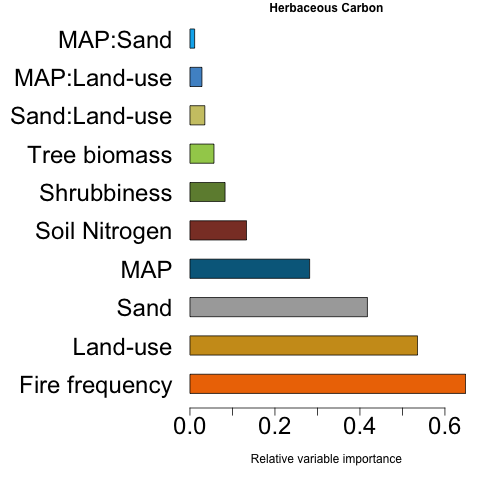 Herbaceous Carbon
MAP:Sand
MAP:Land-use
Sand:Land-use
Tree biomass
Shrubbiness
Soil Nitrogen
MAP
Sand
Land-use
Fire frequency
0.0 0.2 0.4 0.6
Relative variable importance